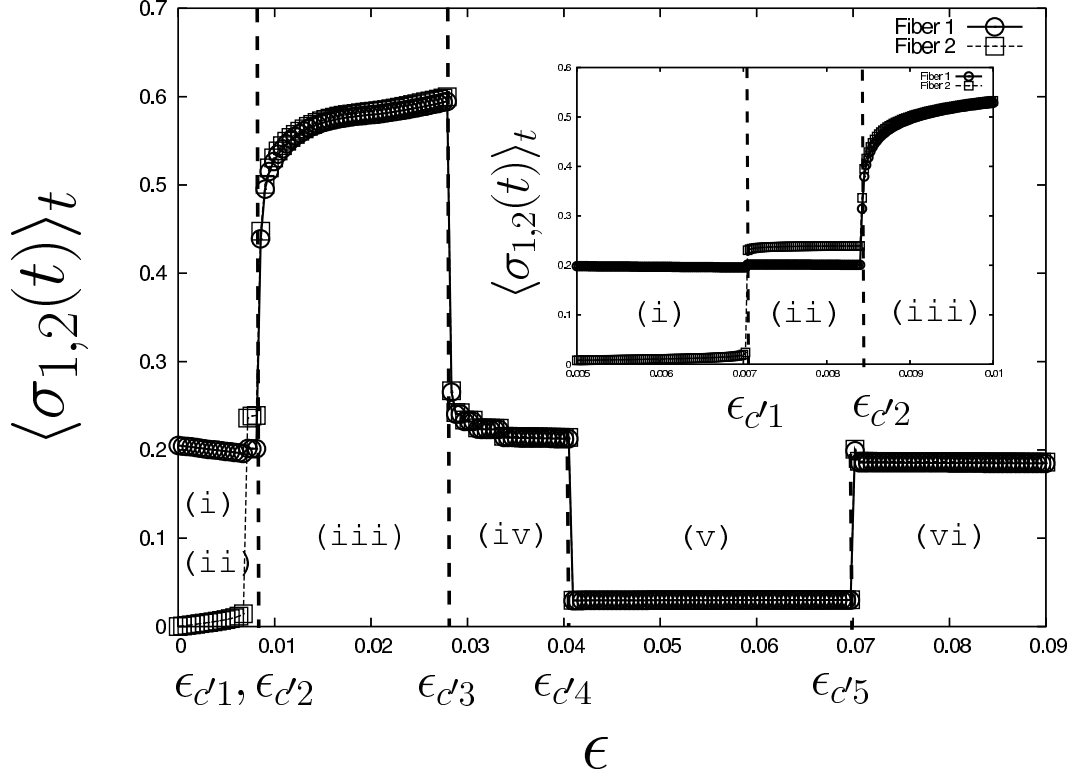 ⟨σ1,2(t)⟩t
0.7
0.6
0.5
0.4
0.3
0.2
0.1
0
Fiber 1
Fiber 2
(i)
(ii)
(iii)
(iv)
(v)
(vi)
0 0.01 0.02 0.03 0.04 0.05 0.06 0.07 0.08 0.09
ϵc′1, ϵc′2 ϵc′3 ϵc′4 ϵc′5
ϵ
⟨σ1,2(t)⟩t
0.6
0.5
0.4
0.3
0.2
0.1
0
Fiber 1
Fiber 2
(i) (ii) (iii)
0.005 0.006 0.007 0.008 0.009 0.01
ϵc′1 ϵc′2